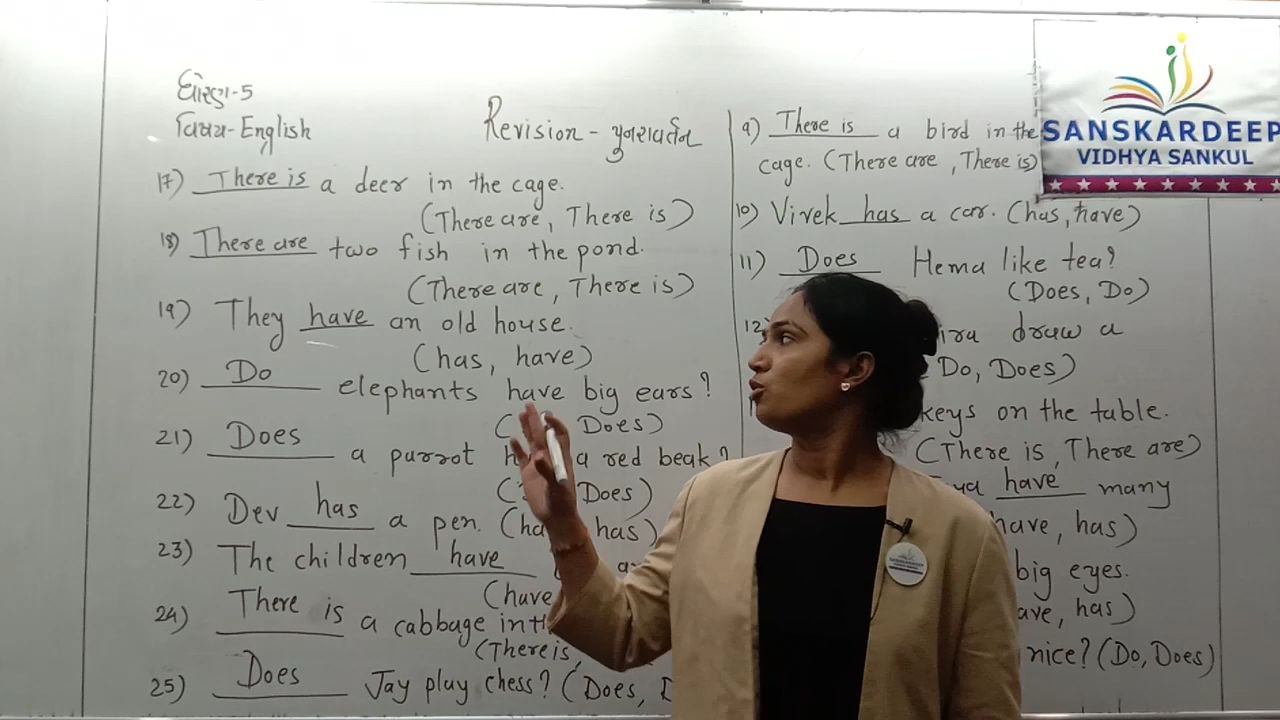 ધોરણ-5
વિષય-English
Revision - પુનરાવર્તન
17) There is a deer in the cage.
(There are, There is)
18) There are two fish in the pond.
(There are, There is)
19) They have an old house.
(has, have)
20) Do elephants have big ears?
Does)
21) Does a parrot a red beak?
Does)
22) Dev has a pen. has)
23) The children have
(have
24) There is a cabbage in
(There is,
25) Does Jay play chess? (Does,
9) There is a bird in the
cage. (There are, There is)
10) Vivek has a car. (has, have)
11) Does Hema like tea?
(Does, Do)
12) draw a
Do, Does)
keys on the table.
(There is, There are)
have many
have, has)
big eyes.
has)
nice? (Do, Does)
SANSKARDEEP
VIDHYA SANKUL